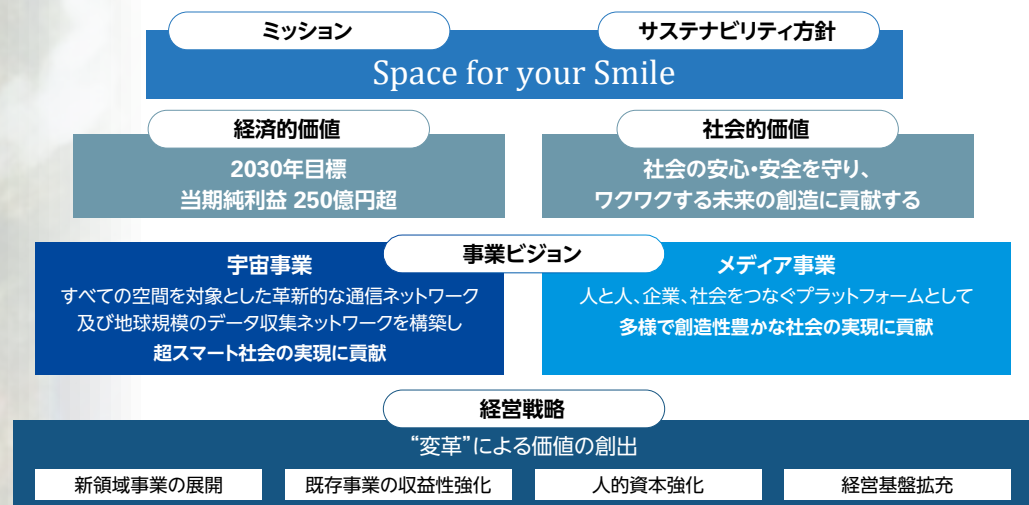 ミッション
サステナビリティ方針
Space for your Smile
経済的価値
2030年目標
当期純利益 250億円超
社会的価値
社会の安心・安全を守り、
ワクワクする未来の創造に貢献する
事業ビジョン
宇宙事業
すべての空間を対象とした革新的な通信ネットワーク
及び地球規模のデータ収集ネットワークを構築し
超スマート社会の実現に貢献
メディア事業
人と人、企業、社会をつなぐプラットフォームとして
多様で創造性豊かな社会の実現に貢献
経営戦略
“変革”による価値の創出
新領域事業の展開
既存事業の収益性強化
人的資本強化
経営基盤拡充